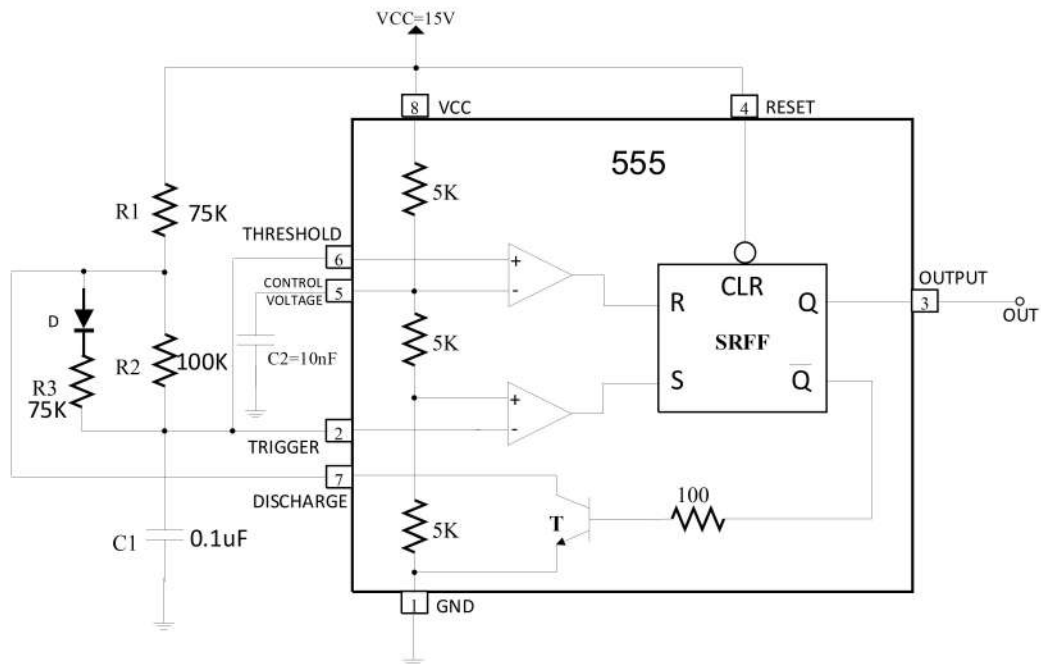 VCC=15V
8 VCC
4 RESET
555
5K
R1 75K
THRESHOLD
6
CONTROL
VOLTAGE
5
CLR
OUTPUT
3
OUT
R
Q
SRFF
S
Q
D
R2 100K
R3
75K
C2=10nF
5K
2
TRIGGER
7
DISCHARGE
100
T
5K
C1 0.1uF
1 GND
+
-
+
-